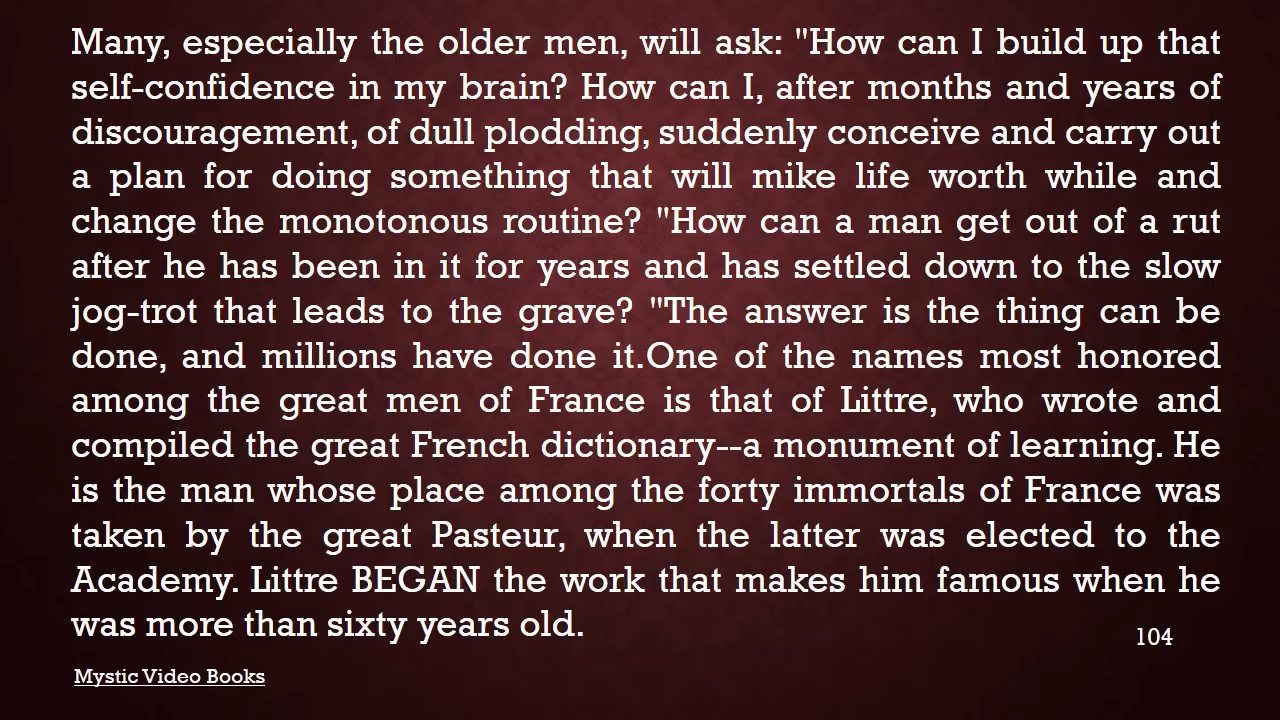 Many, especially the older men, will ask: "How can I build up that
self-confidence in my brain? How can I, after months and years of
discouragement, of dull plodding, suddenly conceive and carry out
a plan for doing something that will mike life worth while and
change the monotonous routine? "How can a man get out of a rut
after he has been in it for years and has settled down to the slow
jog-trot that leads to the grave? "The answer is the thing can be
done, and millions have done it.One of the names most honored
among the great men of France is that of Littre, who wrote and
compiled the great French dictionary--a monument of learning. He
is the man whose place among the forty immortals of France was
taken by the great Pasteur, when the latter was elected to the
Academy. Littre BEGAN the work that makes him famous when he
was more than sixty years old.
104
Mystic Video Books